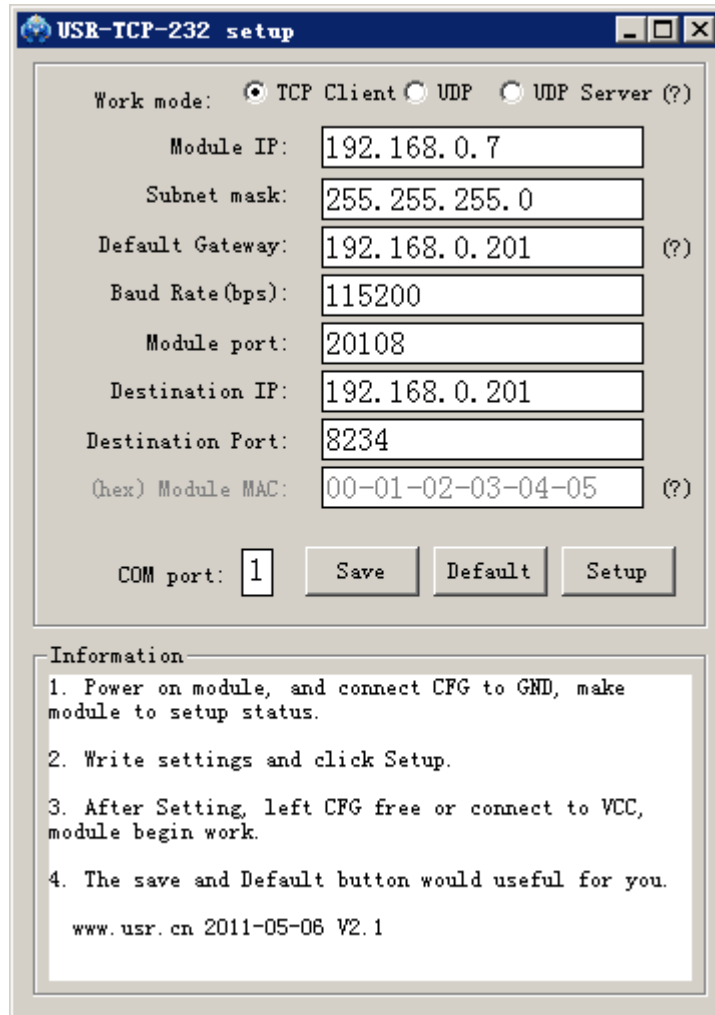 USR-TCP-232 setup
Work mode: TCP Client UDP UDP Server (?)
Module IP: 192.168.0.7
Subnet mask: 255.255.255.0
Default Gateway: 192.168.0.201 (?)
Baud Rate(bps): 115200
Module port: 20108
Destination IP: 192.168.0.201
Destination Port: 8234
(hex) Module MAC: 00-01-02-03-04-05 (?)
COM port: 1 Save Default Setup
Information
1. Power on module, and connect CFG to GND, make
module to setup status.
2. Write settings and click Setup.
3. After Setting, left CFG free or connect to VCC,
module begin work.
4. The save and Default button would useful for you.
www.usr.cn 2011-05-06 V2.1